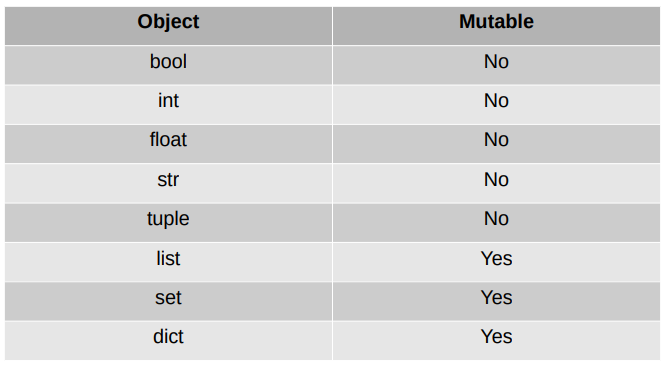 Object Mutable
bool No
int No
float No
str No
tuple No
list Yes
set Yes
dict Yes